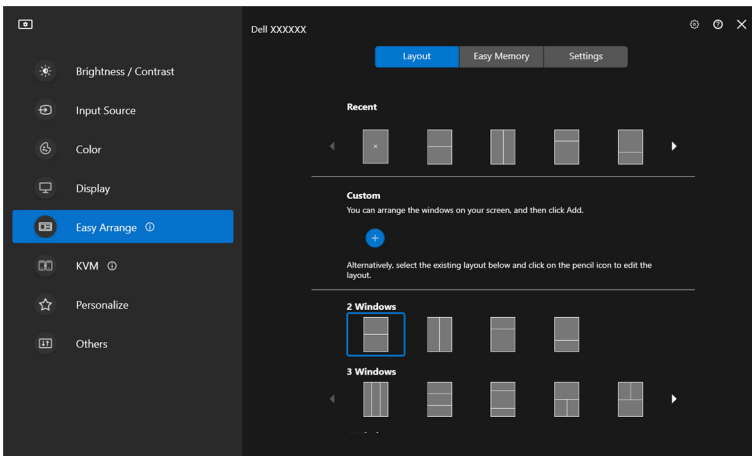 Dell XXXXXX
Layout
Easy Memory
Settings
Brightness / Contrast
Input Source
Color
Display
Easy Arrange
KVM
Personalize
Others
Recent
Custom
You can arrange the windows on your screen, and then click Add.
Alternatively, select the existing layout below and click on the pencil icon to edit the
layout.
2 Windows
3 Windows